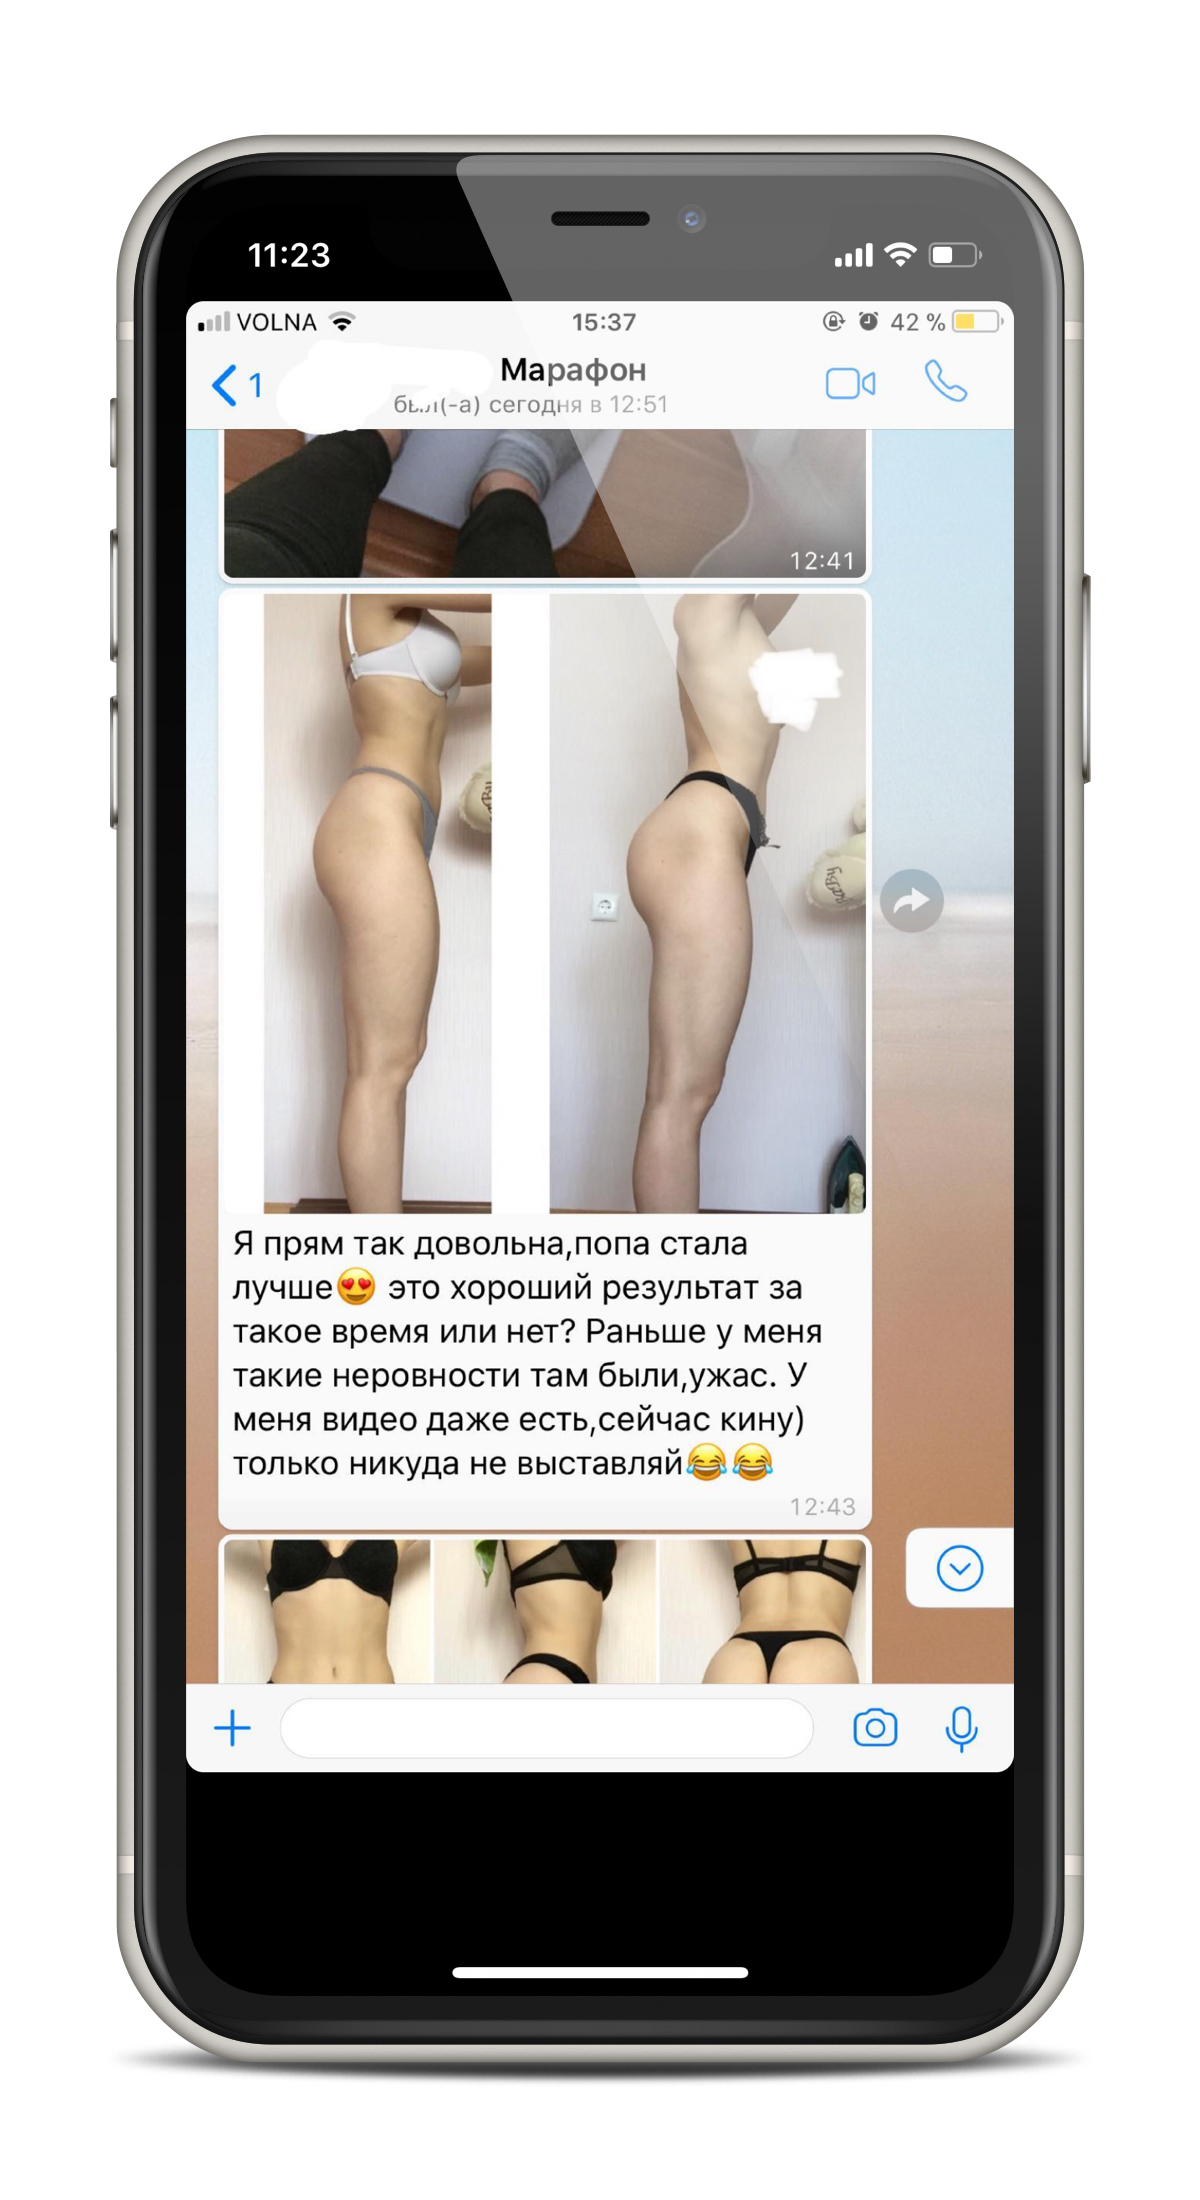 11:23
VOLNA 15:37 42 %
1 Марафон
был(-а) сегодня в 12:51
12:41
Я прям так довольна,попа стала
лучше😍 это хороший результат за
такое время или нет? Раньше у меня
такие неровности там были,ужас. У
меня видео даже есть,сейчас кину)
только никуда не выставляй😂😂
12:43